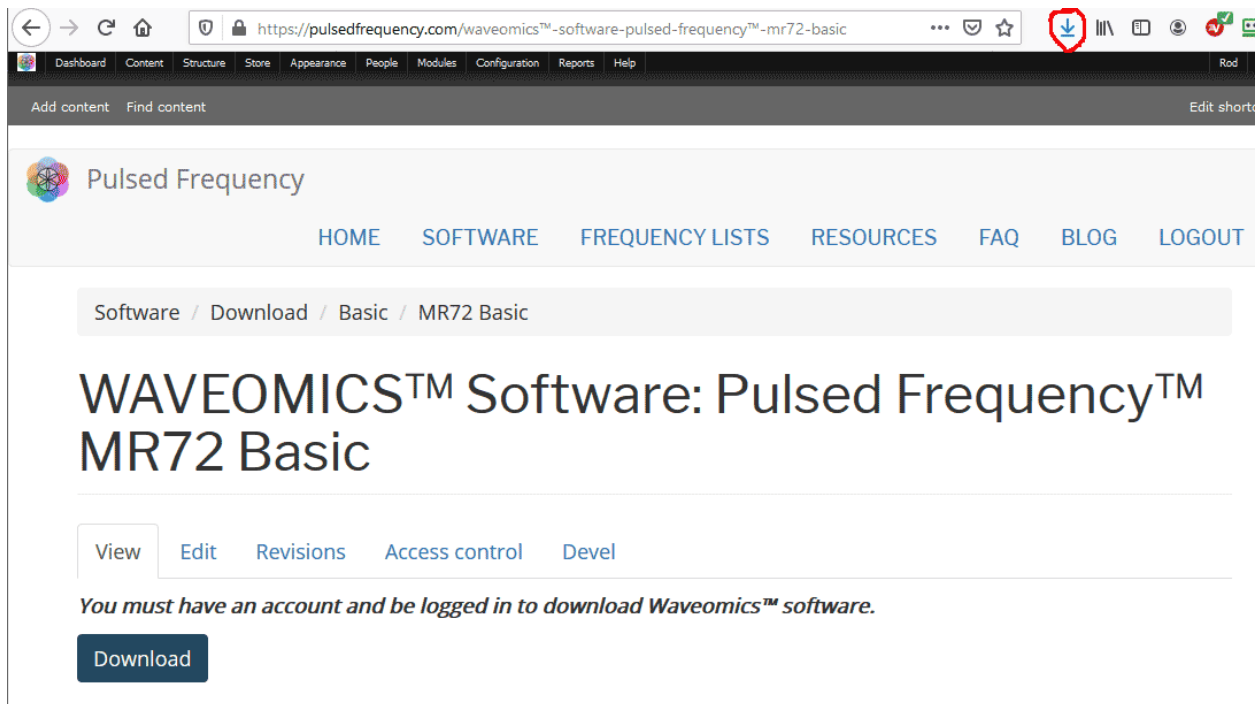 https://pulsedfrequency.com/waveomics™-software-pulsed-frequency™-mr72-basic
Dashboard Content Structure Store Appearance People Modules Configuration Reports Help Rod
Add content Find content Edit shortc
Pulsed Frequency
HOME SOFTWARE FREQUENCY LISTS RESOURCES FAQ BLOG LOGOUT
Software / Download / Basic / MR72 Basic
WAVEOMICS™ Software: Pulsed Frequency™
MR72 Basic
View Edit Revisions Access control Devel
You must have an account and be logged in to download Waveomics™ software.
Download